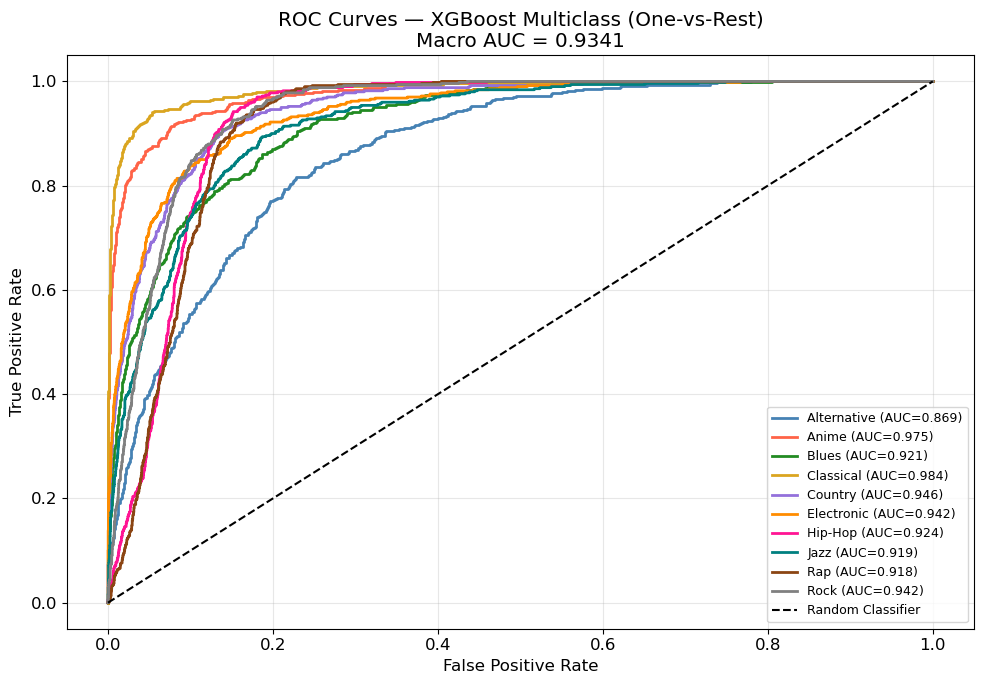 ROC Curves — XGBoost Multiclass (One-vs-Rest)
Macro AUC = 0.9341
True Positive Rate
1.0
0.8
0.6
0.4
0.2
0.0
0.0 0.2 0.4 0.6 0.8 1.0
False Positive Rate
Alternative (AUC=0.869)
Anime (AUC=0.975)
Blues (AUC=0.921)
Classical (AUC=0.984)
Country (AUC=0.946)
Electronic (AUC=0.942)
Hip-Hop (AUC=0.924)
Jazz (AUC=0.919)
Rap (AUC=0.918)
Rock (AUC=0.942)
Random Classifier